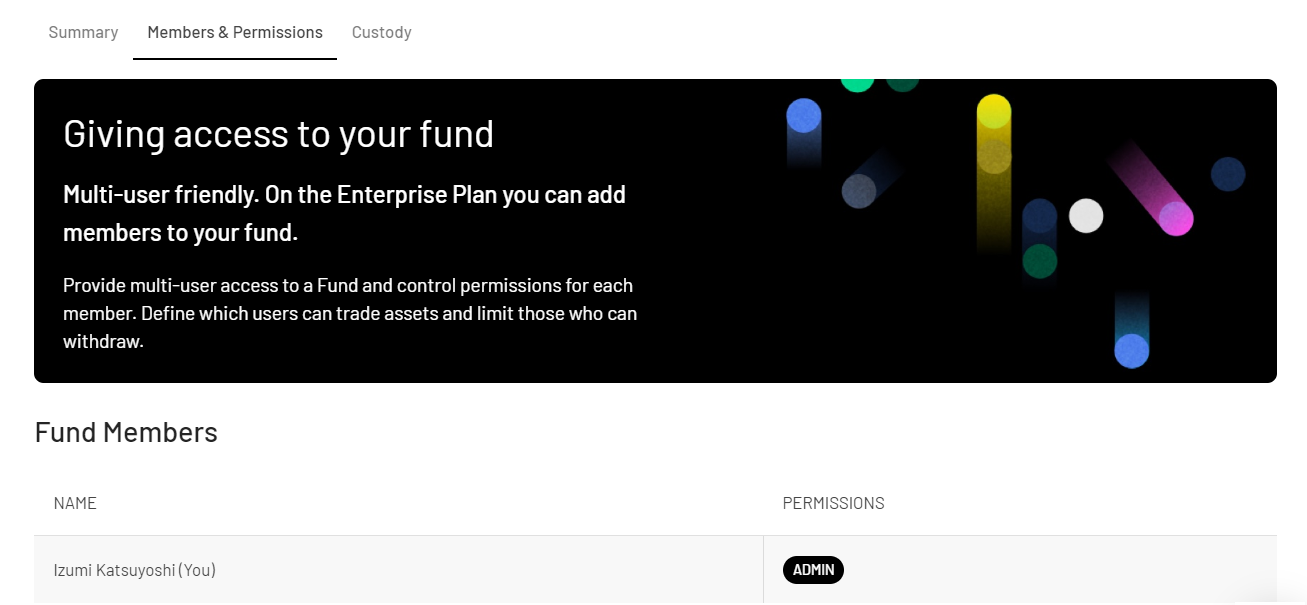 Summary Members & Permissions Custody
Giving access to your fund
Multi-user friendly. On the Enterprise Plan you can add
members to your fund.
Provide multi-user access to a Fund and control permissions for each
member. Define which users can trade assets and limit those who can
withdraw.
Fund Members
NAME PERMISSIONS
Izumi Katsuyoshi (You) ADMIN